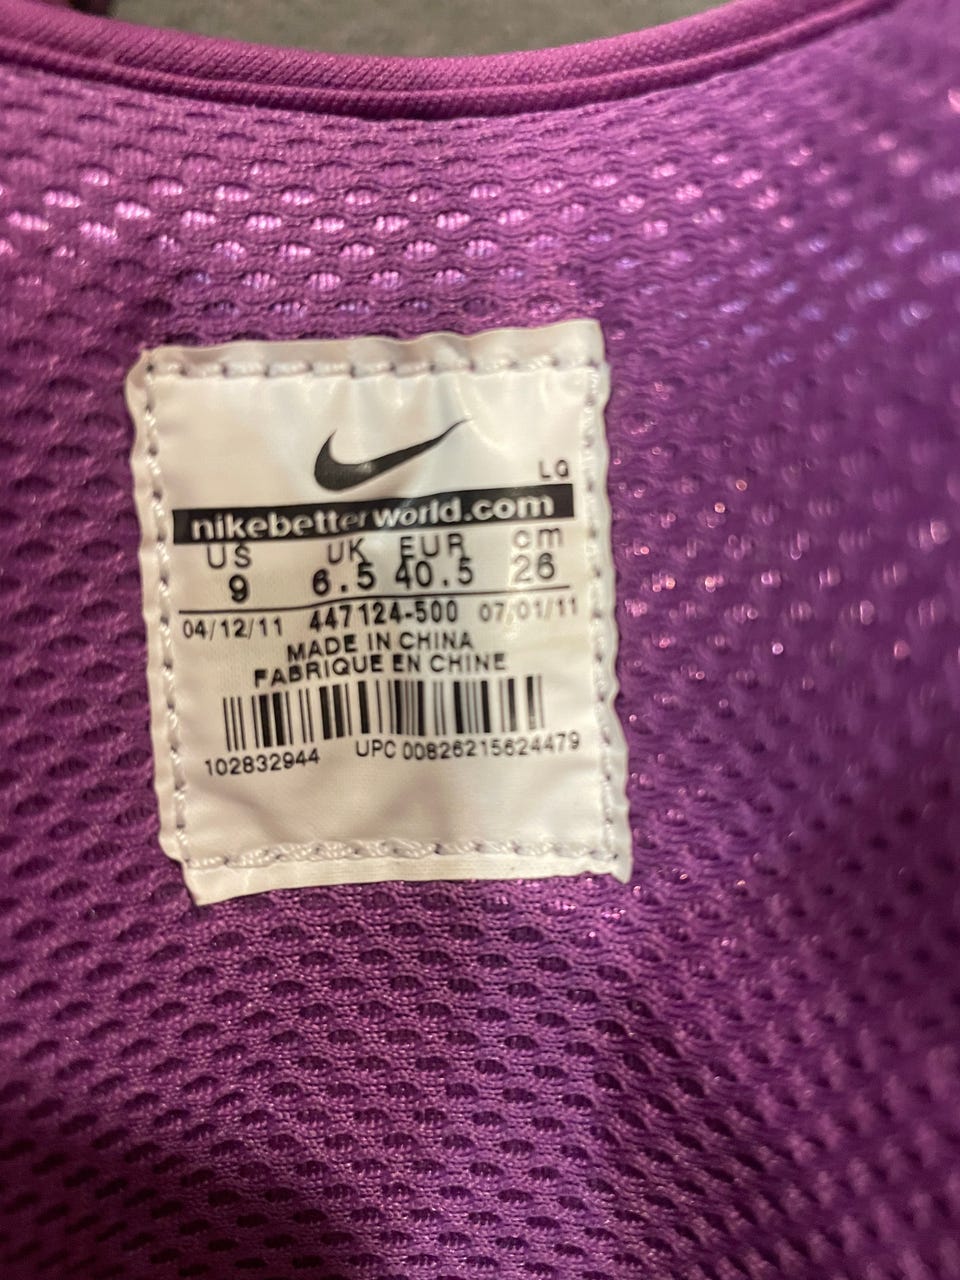 LG
nikebetterworld.com
US UK EUR cm
9 6.5 40.5 26
04/12/11 447124-500 07/01/11
MADE IN CHINA
FABRIQUE EN CHINE
102832944 UPC 00826215624479